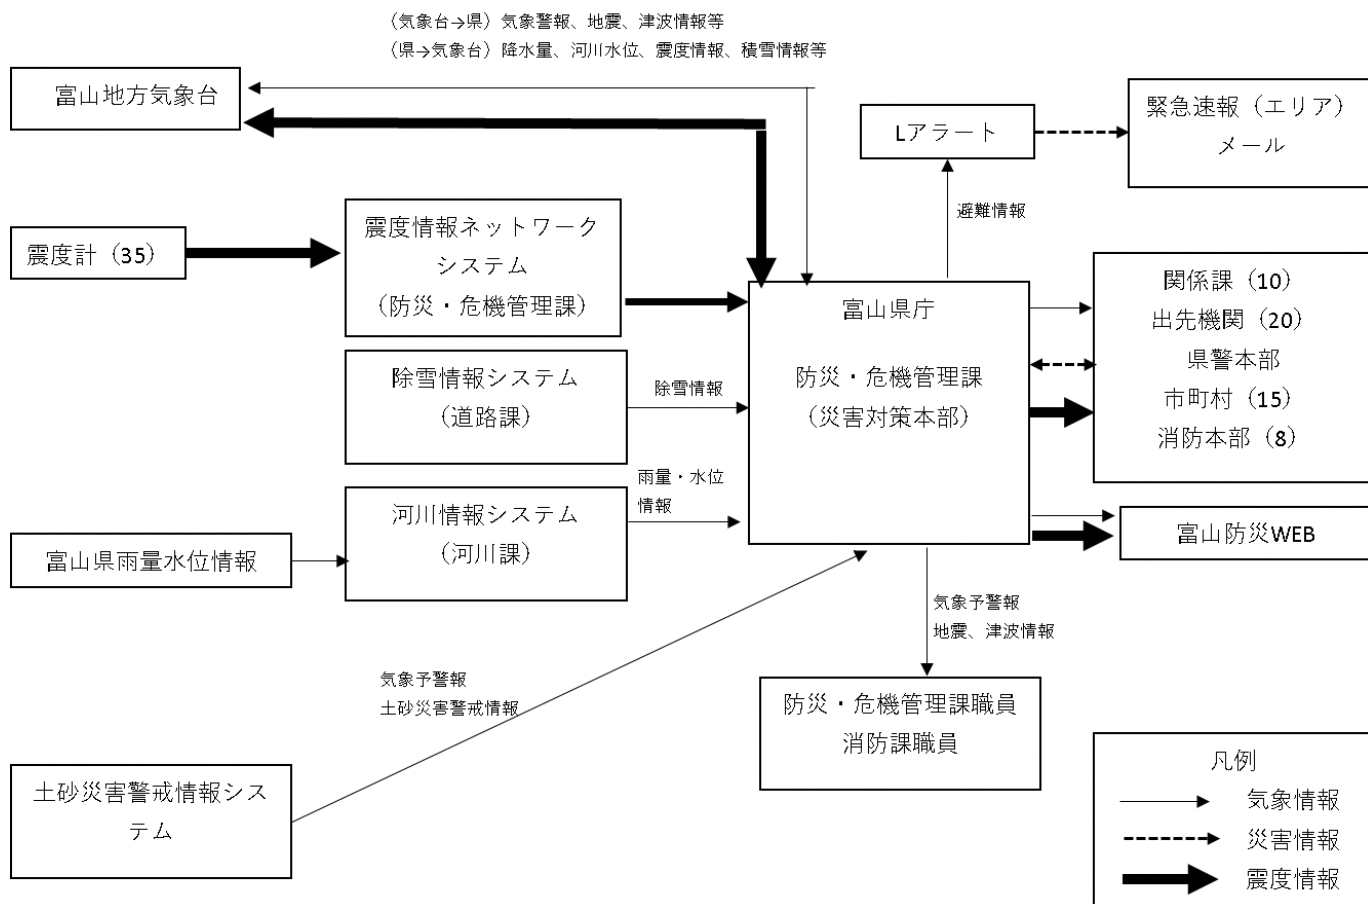 （気象台→県）気象警報、地震、津波情報等
（県→気象台）降水量、河川水位、震度情報、積雪情報等
富山地方気象台
Lアラート
緊急速報（エリア）
メール
避難情報
震度計（35）
震度情報ネットワーク
システム
（防災・危機管理課）
富山県庁
防災・危機管理課
（災害対策本部）
関係課（10）
出先機関（20）
県警本部
市町村（15）
消防本部（8）
除雪情報システム
（道路課）
除雪情報
雨量・水位
情報
河川情報システム
（河川課）
富山県雨量水位情報
富山防災WEB
気象予警報
地震、津波情報
気象予警報
土砂災害警戒情報
防災・危機管理課職員
消防課職員
土砂災害警戒情報シス
テム
凡例
気象情報
災害情報
震度情報